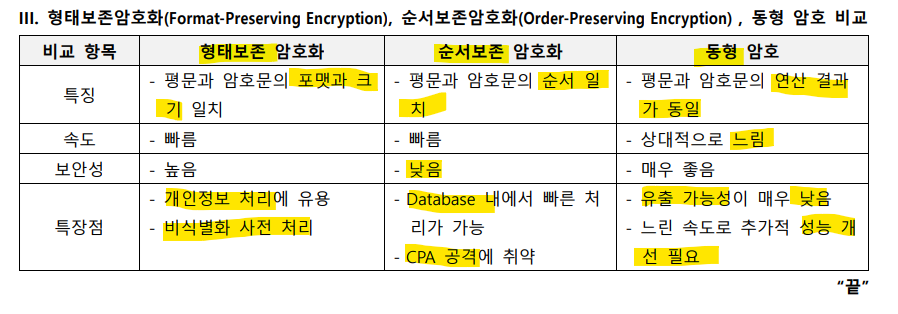 III. 형태보존암호화(Format-Preserving Encryption), 순서보존암호화(Order-Preserving Encryption) , 동형 암호 비교
비교 항목 형태보존 암호화 순서보존 암호화 동형 암호
특징
- 평문과 암호문의 포맷과 크
기 일치
- 평문과 암호문의 순서 일
치
- 평문과 암호문의 연산 결과
가 동일
속도 - 빠름 - 빠름 - 상대적으로 느림
보안성 - 높음 - 낮음 - 매우 좋음
특장점
- 개인정보 처리에 유용
- 비식별화 사전 처리
- Database 내에서 빠른 처
리가 가능
- CPA 공격에 취약
- 유출 가능성이 매우 낮음
- 느린 속도로 추가적 성능 개
선 필요
“끝”